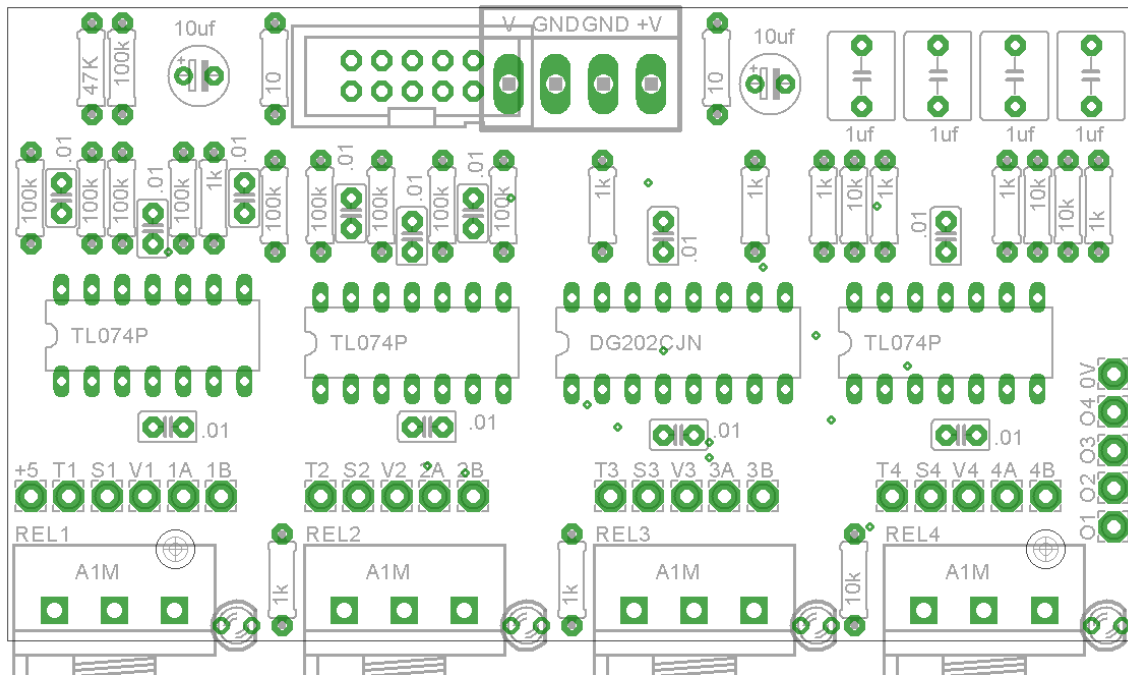 V GND GND +V
10uf
10uf
47K
100k
10
10
1uf
1uf
1uf
1uf
100k
.01
100k
100k
.01
100k
1k
.01
100k
100k
.01
100k
.01
100k
.01
100k
1k
.01
1k
1k
10k
1k
.01
1k
10k
10k
1k
TL074P
TL074P
DG202CJN
TL074P
.01
.01
.01
.01
0V
O4
O3
O2
O1
+5 T1 S1 V1 1A 1B
T2 S2 V2 2A 2B
T3 S3 V3 3A 3B
T4 S4 V4 4A 4B
REL1
REL2
REL3
REL4
A1M
A1M
A1M
A1M
1k
1k
10k